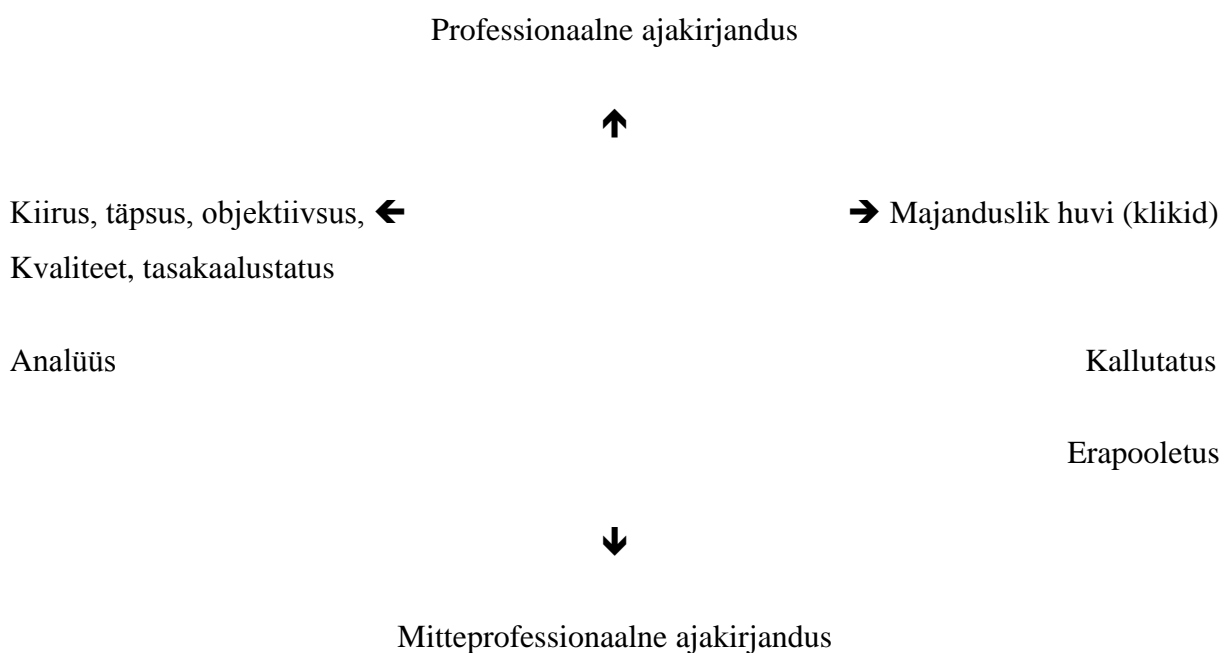 Professionaalne ajakirjandus
Kiirus, täpsus, objektiivsus, 🡸 🡺 Majanduslik huvi (klikid)
Kvaliteet, tasakaalustatus
Analüüs Kallutatus
Erapooletus
Mitteprofessionaalne ajakirjandus